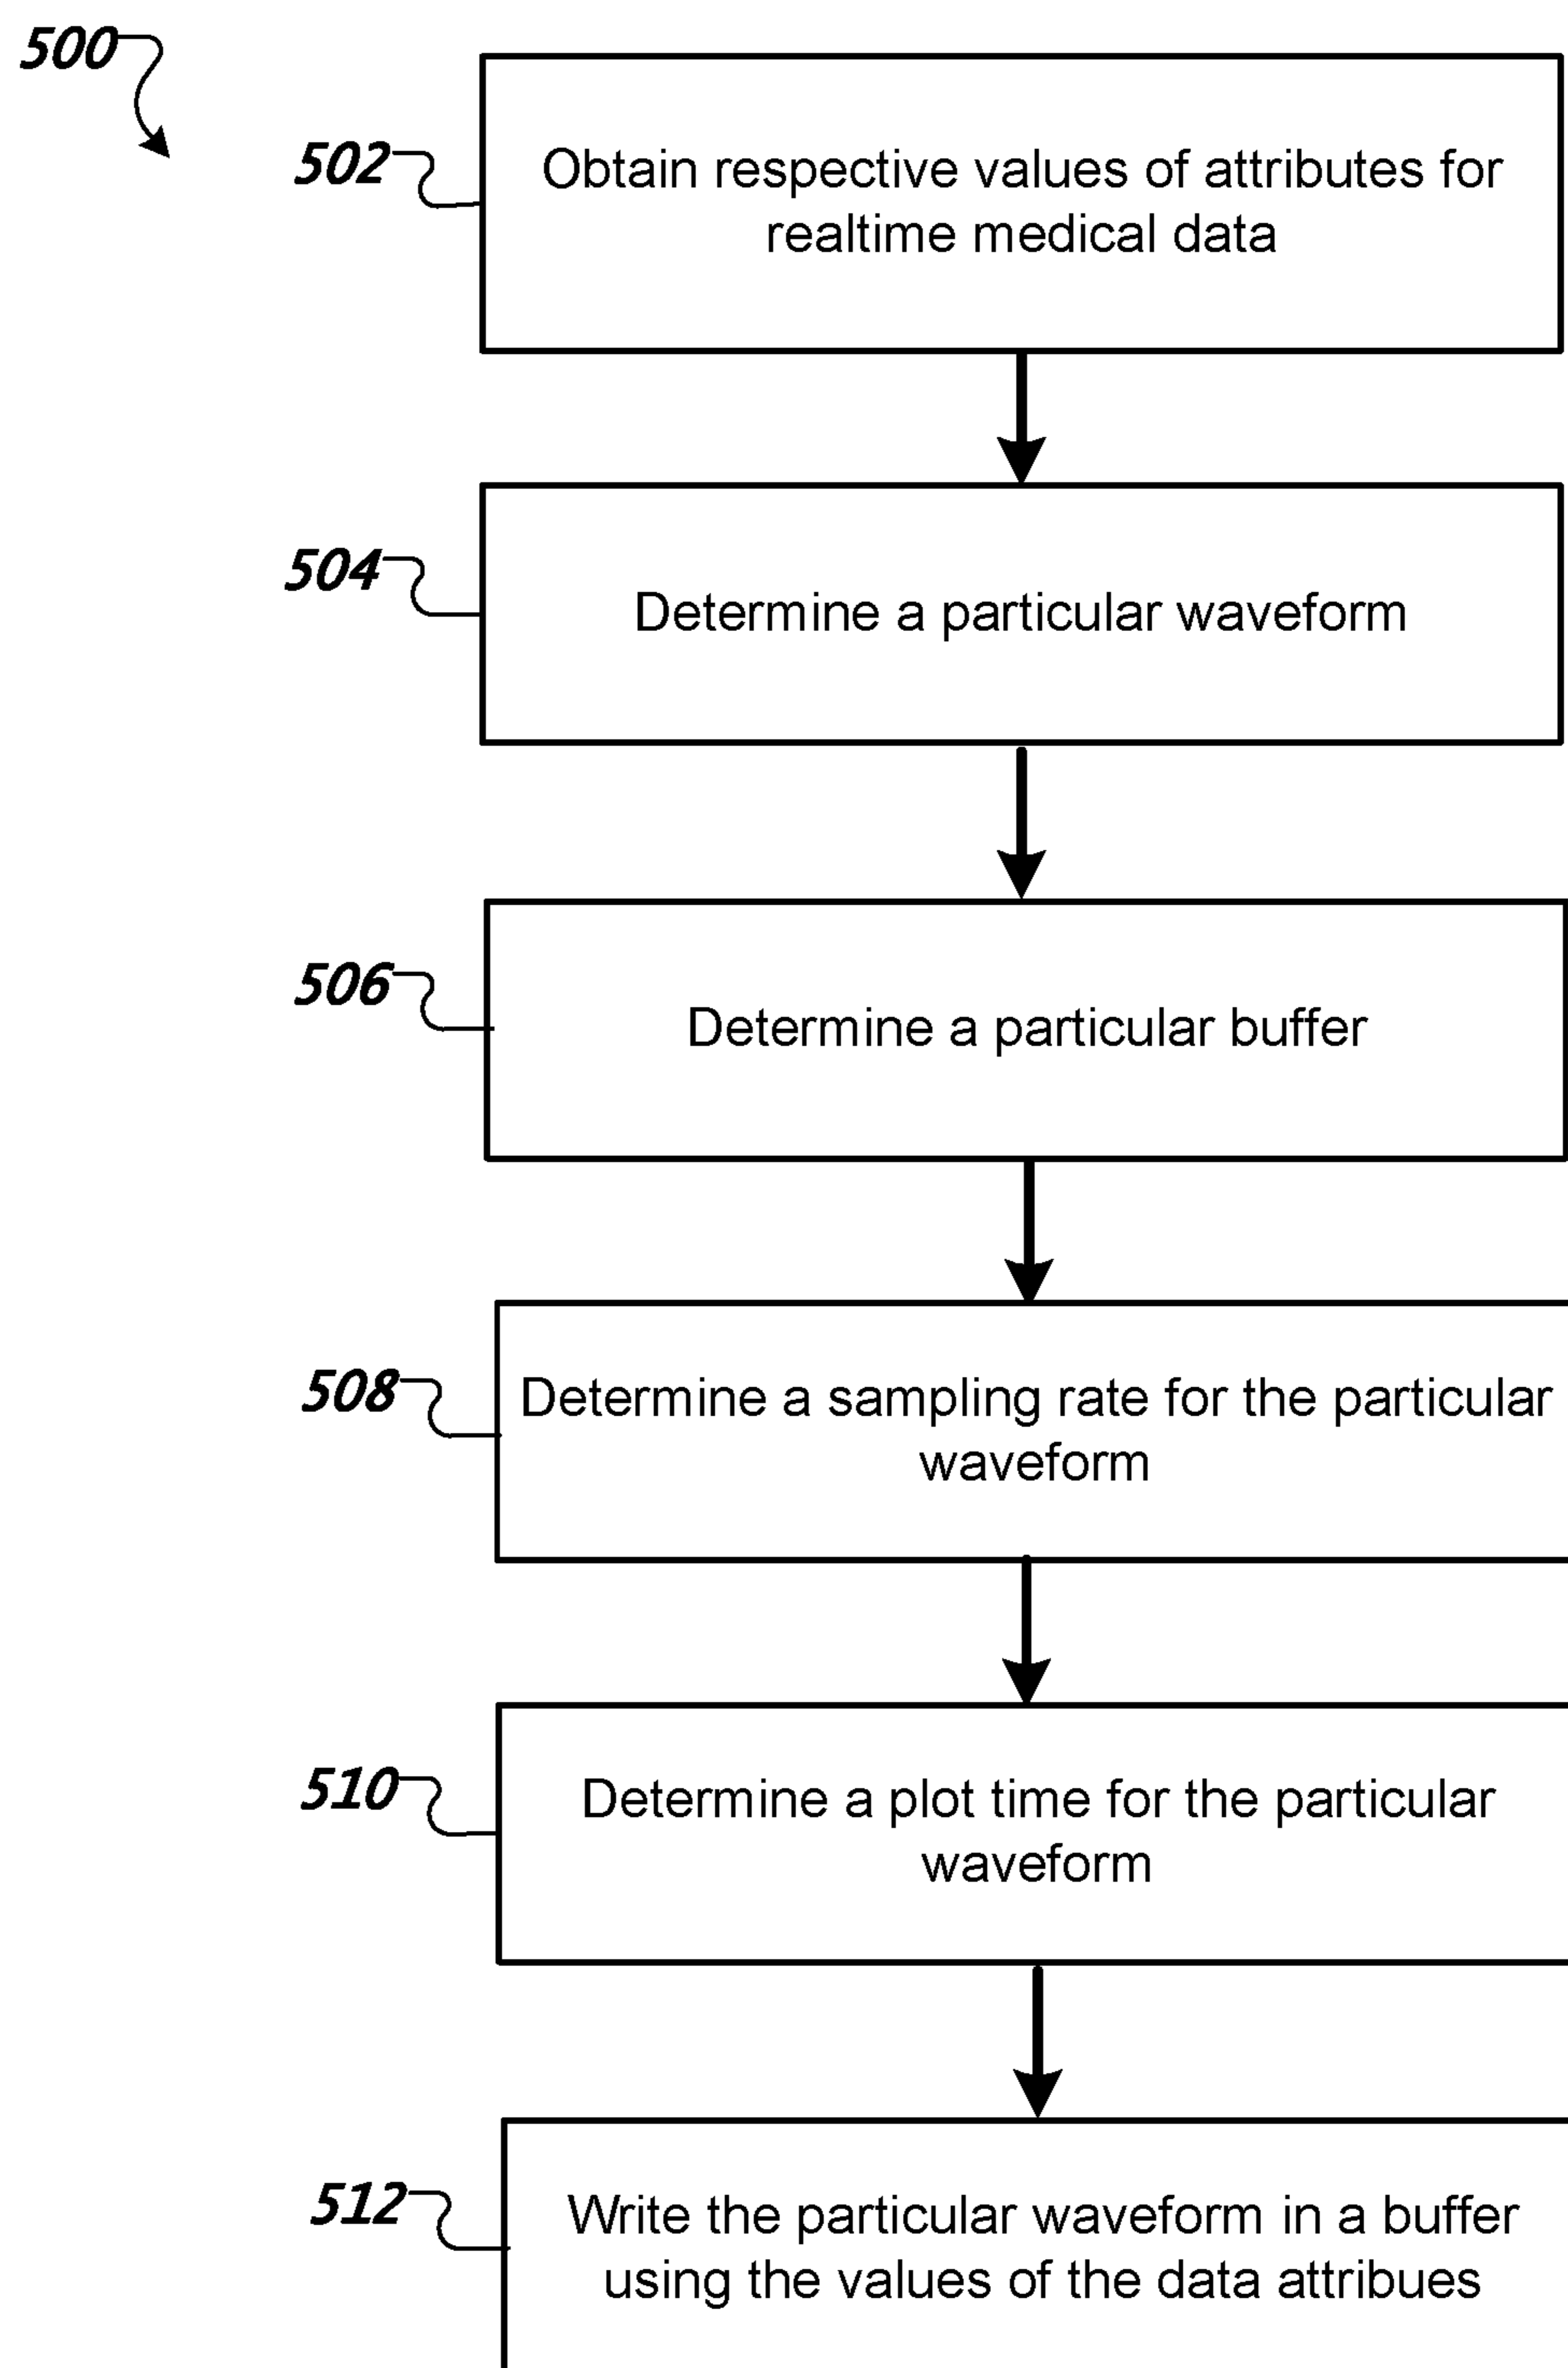 500
502
Obtain respective values of attributes for
realtime medical data
504
Determine a particular waveform
506
Determine a particular buffer
508
Determine a sampling rate for the particular
waveform
510
Determine a plot time for the particular
waveform
512
Write the particular waveform in a buffer
using the values of the data attribues